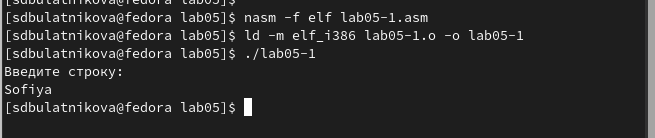 [sdbulatnikova@fedora lab05]$ nasm -f elf lab05-1.asm
[sdbulatnikova@fedora lab05]$ ld -m elf_i386 lab05-1.o -o lab05-1
[sdbulatnikova@fedora lab05]$ ./lab05-1
Введите строку:
Sofiya
[sdbulatnikova@fedora lab05]$